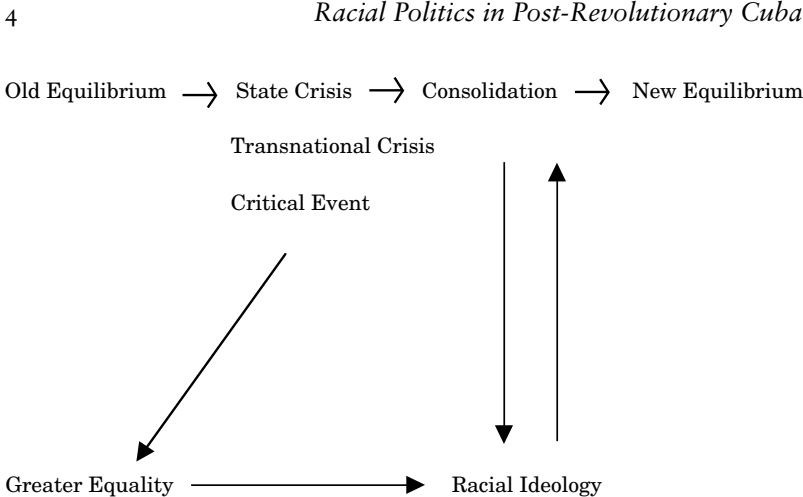 4 Racial Politics in Post-Revolutionary Cuba
Old Equilibrium State Crisis Consolidation New Equilibrium
Transnational Crisis
Critical Event
Greater Equality Racial Ideology